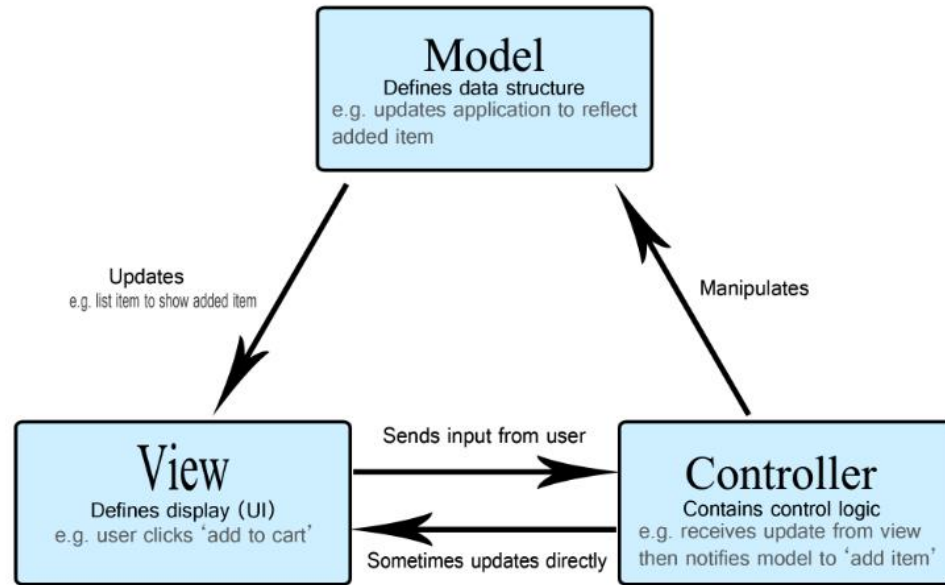 Model
Defines data structure
e.g. updates application to reflect
added item
Updates
e.g. list item to show added item
Manipulates
View
Defines display (UI)
e.g. user clicks ‘add to cart’
Sends input from user
Sometimes updates directly
Controller
Contains control logic
e.g. receives update from view
then notifies model to ‘add item’